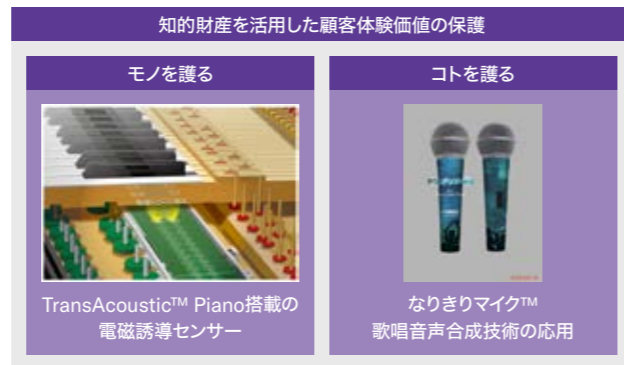 知的財産を活用した顧客体験価値の保護
モノを護る
コトを護る
TransAcoustic™ Piano搭載の
電磁誘導センサー
なりきりマイク™
歌唱音声合成技術の応用